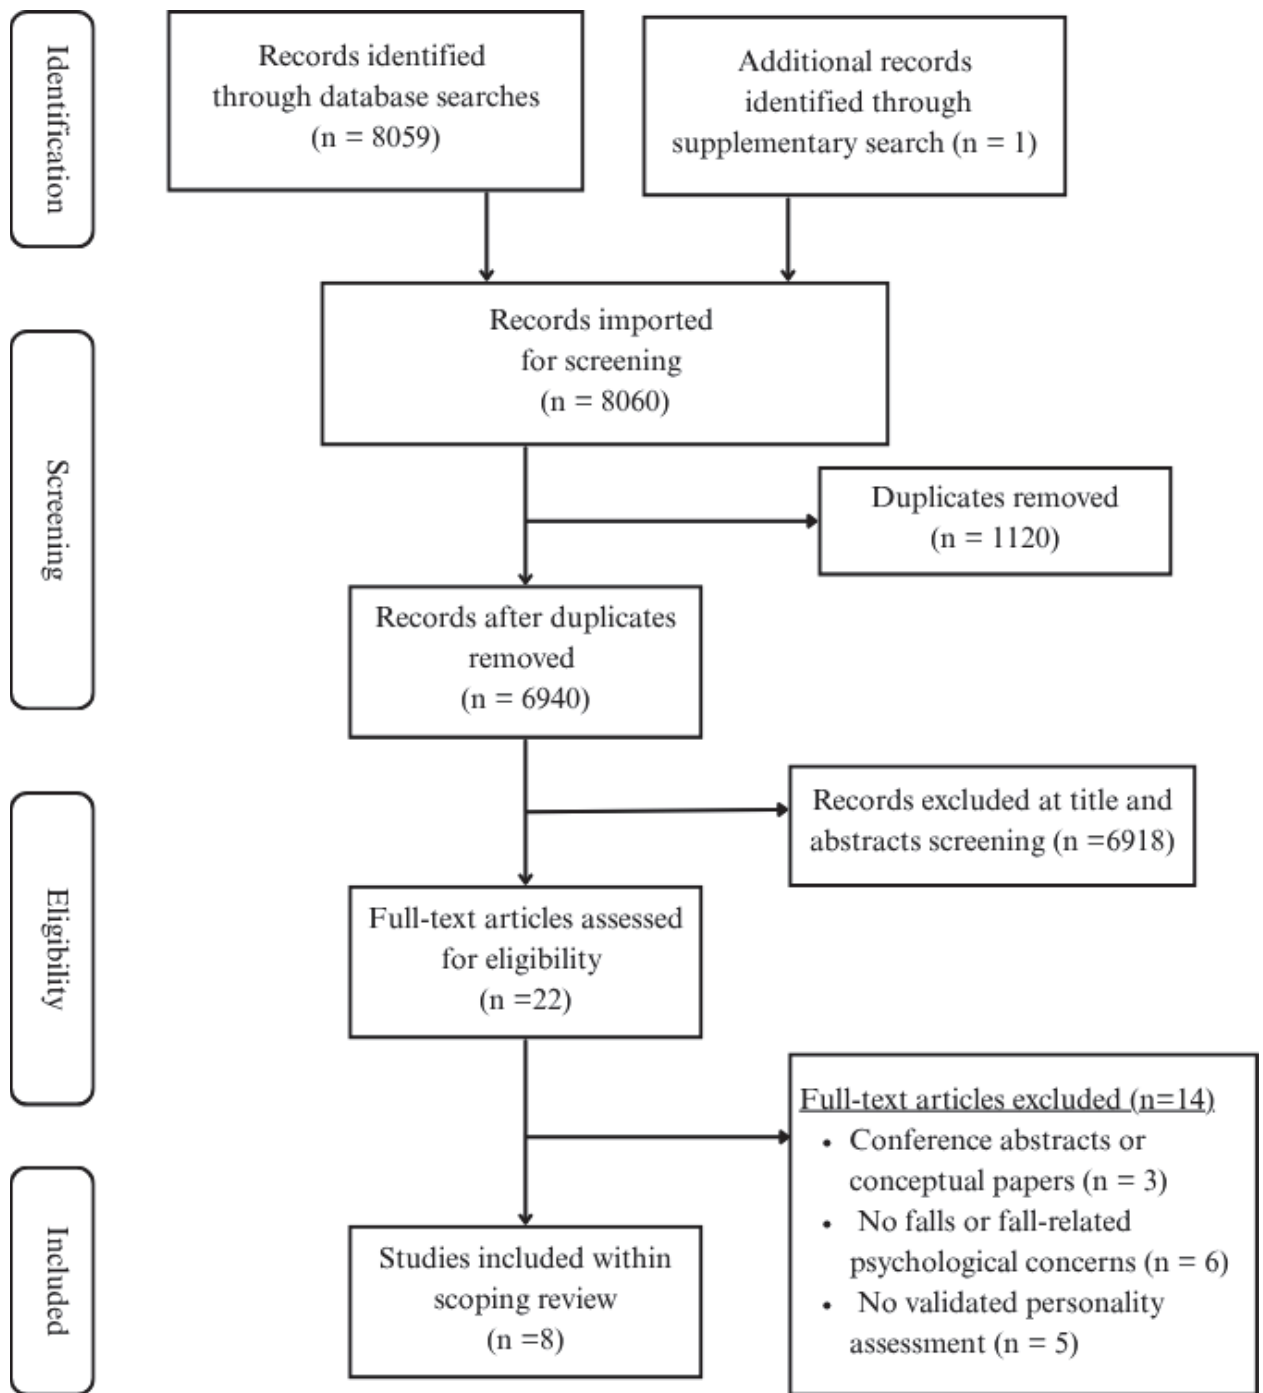 Identification
Records identified
through database searches
(n = 8059)
Additional records
identified through
supplementary search (n = 1)
Records imported
for screening
(n = 8060)
Screening
Duplicates removed
(n = 1120)
Records after duplicates
removed
(n = 6940)
Records excluded at title and
abstracts screening (n =6918)
Eligibility
Full-text articles assessed
for eligibility
(n =22)
Full-text articles excluded (n=14)
• Conference abstracts or
conceptual papers (n = 3)
• No falls or fall-related
psychological concerns (n = 6)
• No validated personality
assessment (n = 5)
Included
Studies included within
scoping review
(n =8)